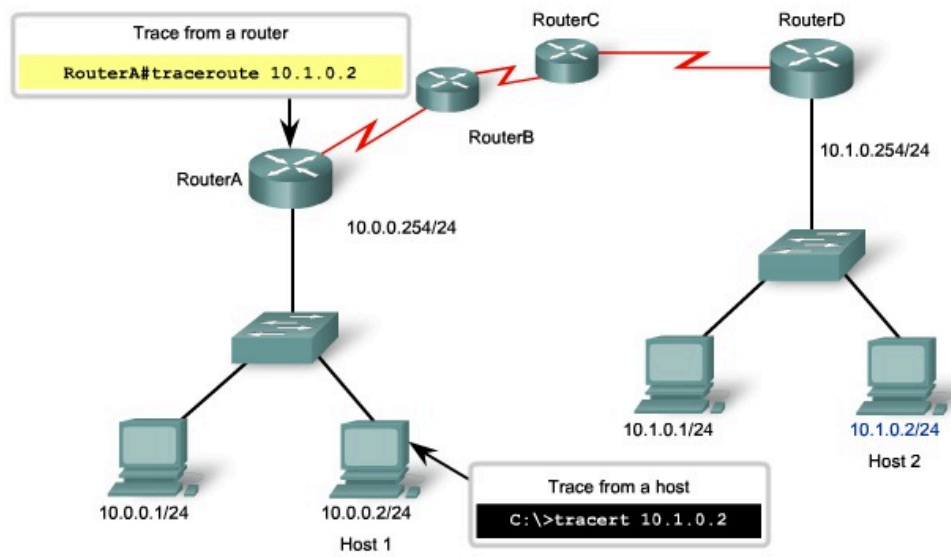 Trace from a router
RouterA#traceroute 10.1.0.2
RouterC
RouterD
RouterB
RouterA
10.0.0.254/24
10.1.0.254/24
10.0.0.1/24
10.0.0.2/24
Host 1
10.1.0.1/24
10.1.0.2/24
Host 2
Trace from a host
C:\>tracert 10.1.0.2